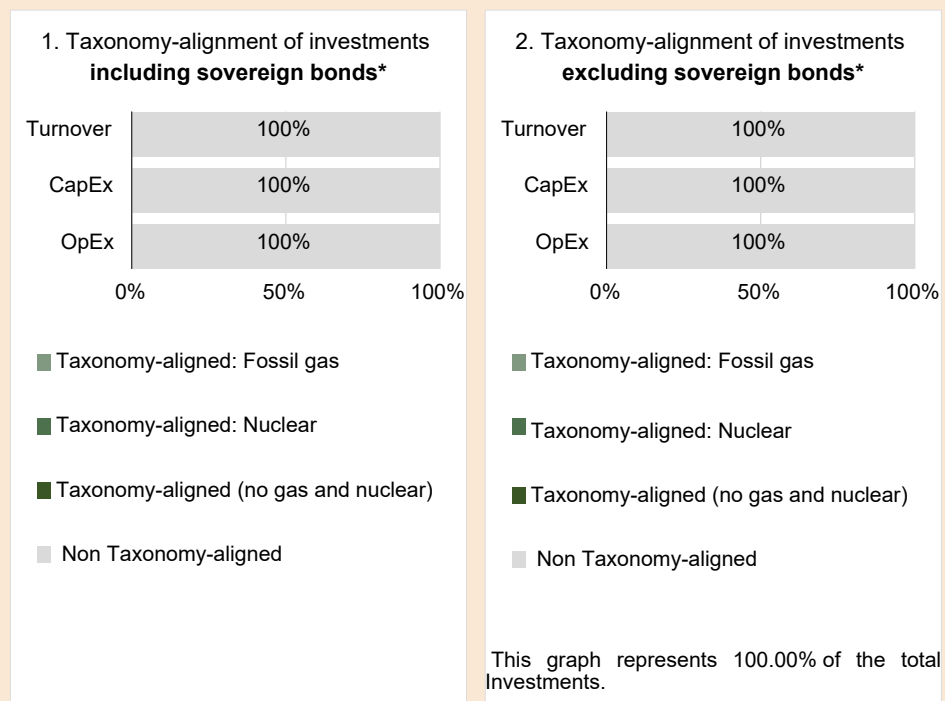 1. Taxonomy-alignment of investments
including sovereign bonds*
Turnover 100%
CapEx 100%
OpEx 100%
0% 50% 100%
Taxonomy-aligned: Fossil gas
Taxonomy-aligned: Nuclear
Taxonomy-aligned (no gas and nuclear)
Non Taxonomy-aligned
2. Taxonomy-alignment of investments
excluding sovereign bonds*
Turnover 100%
CapEx 100%
OpEx 100%
0% 50% 100%
Taxonomy-aligned: Fossil gas
Taxonomy-aligned: Nuclear
Taxonomy-aligned (no gas and nuclear)
Non Taxonomy-aligned
This graph represents 100.00% of the total
Investments.